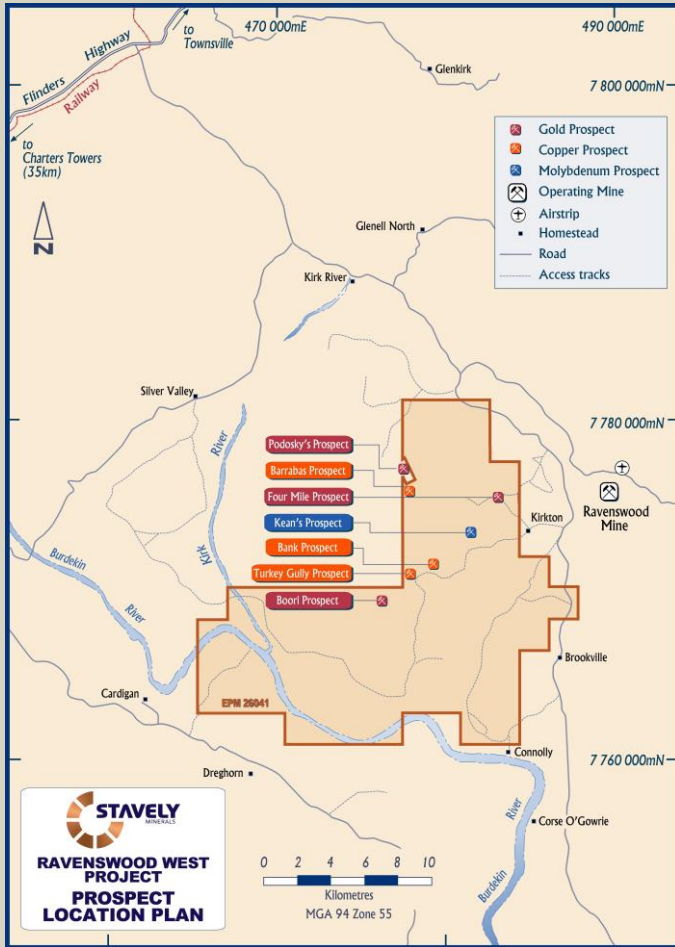 470 000mE
490 000mE
to
Townsville
Highway
Flinders
Railway
Glenkirk
7 800 000mN
to
Charters Towers
(35km)
N
Gold Prospect
Copper Prospect
Molybdenum Prospect
Operating Mine
Airstrip
Homestead
Road
Access tracks
Glenell North
Kirk River
Silver Valley
7 780 000mN
River
Kirk
Podosky's Prospect
Barrabas Prospect
Four Mile Prospect
Kean's Prospect
Bank Prospect
Turkey Gully Prospect
Boori Prospect
Ravenswood
Mine
Kirkton
Burdekin
River
Brookville
Cardigan
EPM 26041
Connolly
7 760 000mN
Dreghorn
River
Corse O'Gowrie
Burdekin
STAVELY
MINERALS
RAVENSWOOD WEST
PROJECT
PROSPECT
LOCATION PLAN
0 2 4 6 8 10
Kilometres
MGA 94 Zone 55